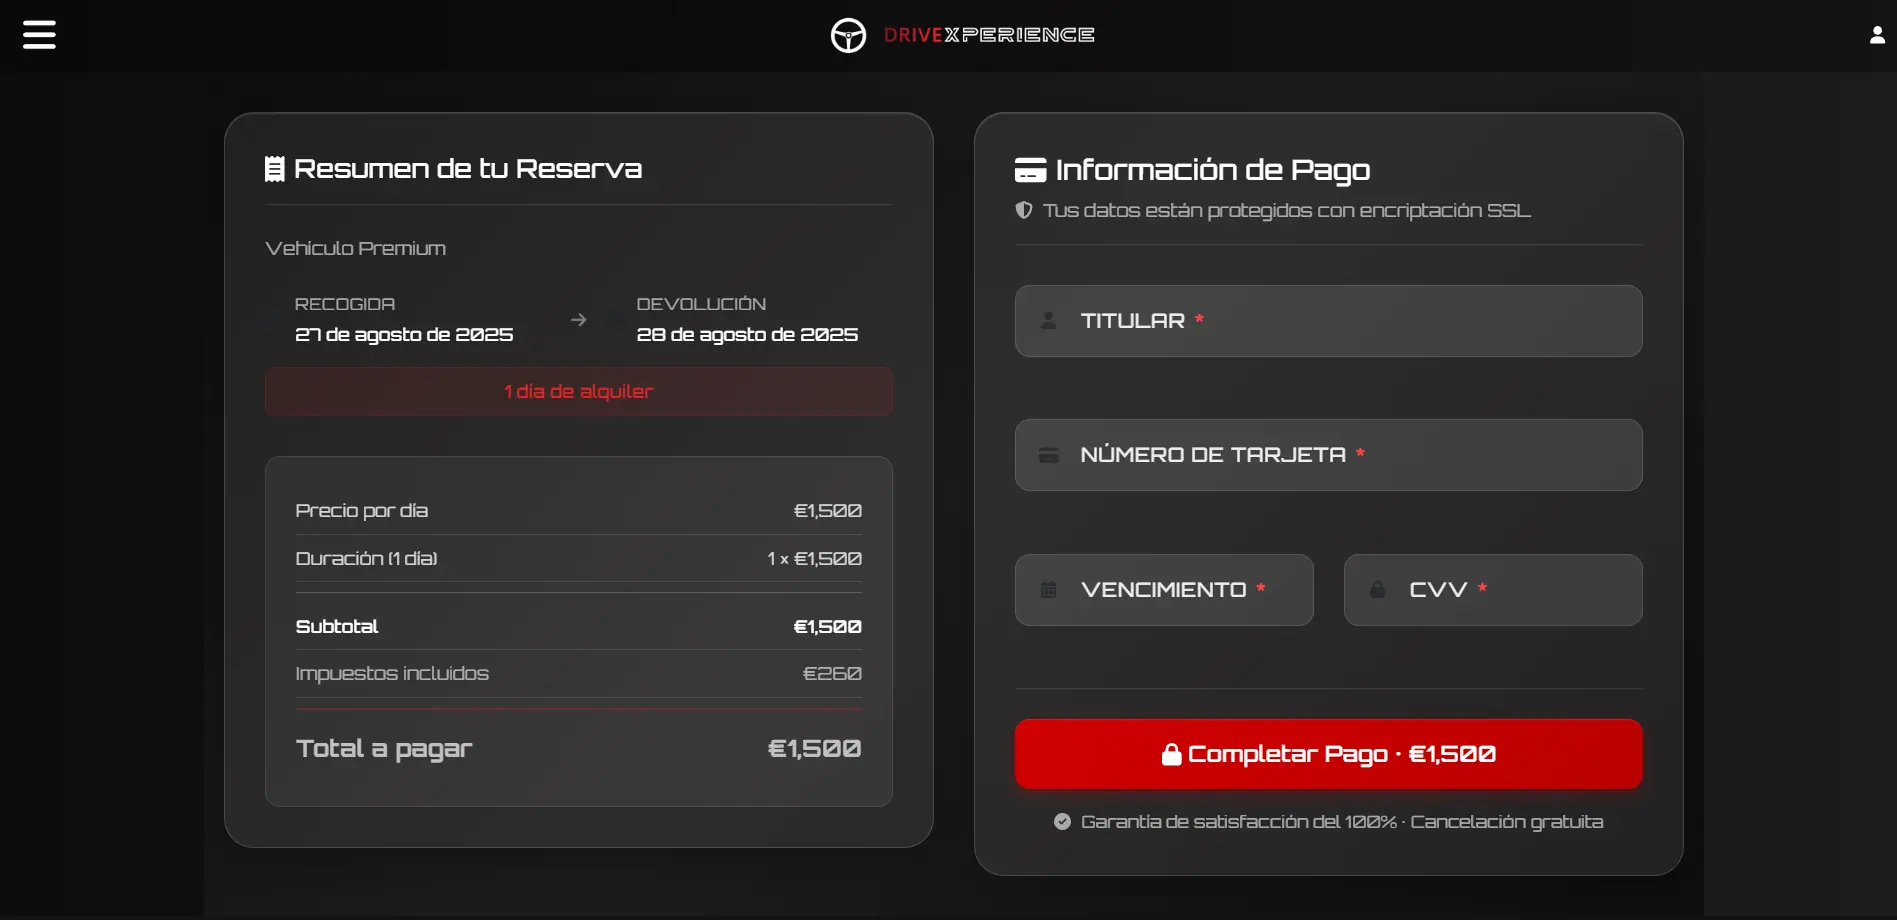 DRIVEXPERIENCE
Resumen de tu Reserva
Vehículo Premium
RECOGIDA
27 de agosto de 2025
→
DEVOLUCIÓN
28 de agosto de 2025
1 día de alquiler
Precio por día €1,500
Duración (1 día) 1 x €1,500
Subtotal €1,500
Impuestos incluidos €260
Total a pagar €1,500
Información de Pago
Tus datos están protegidos con encriptación SSL
TITULAR *
NÚMERO DE TARJETA *
VENCIMIENTO * CVV *
Completar Pago · €1,500
Garantía de satisfacción del 100% · Cancelación gratuita